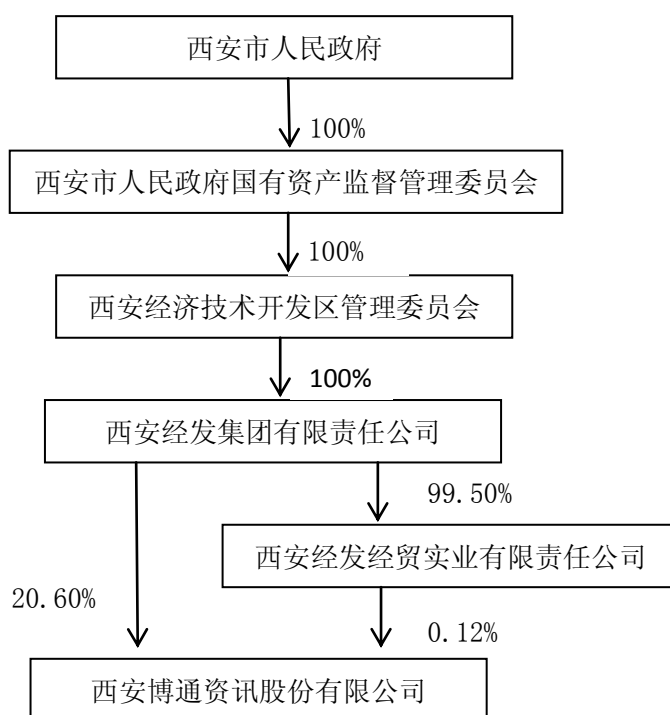 西安市人民政府
100%
西安市人民政府国有资产监督管理委员会
100%
西安经济技术开发区管理委员会
100%
西安经发集团有限责任公司
99.50%
西安经发经贸实业有限责任公司
20.60%
0.12%
西安博通资讯股份有限公司